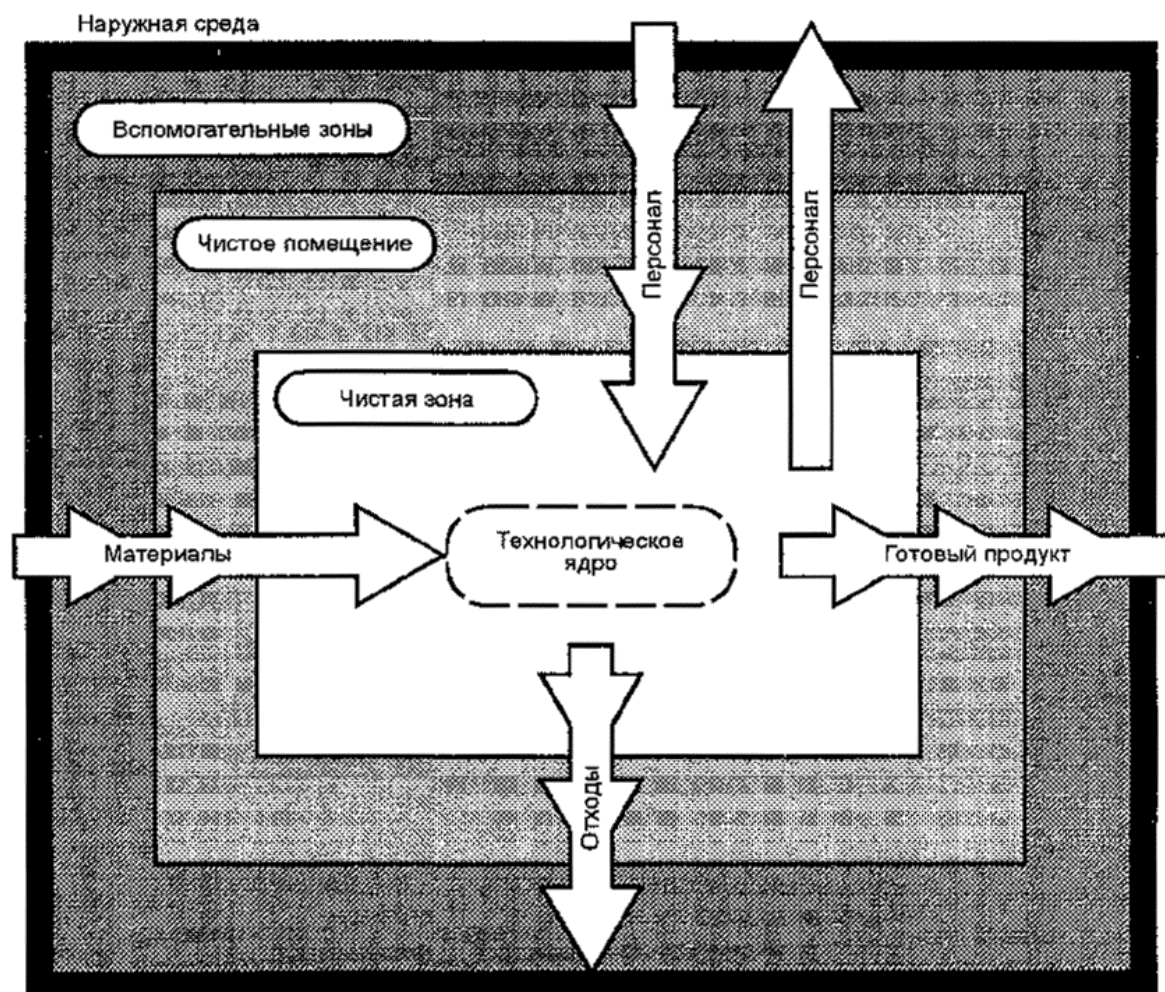 Наружная среда
Вспомогательные зоны
Чистое помещение
Персонал
Персонал
Чистая зона
Материалы
Технологическое
ядро
Готовый продукт
Отходы